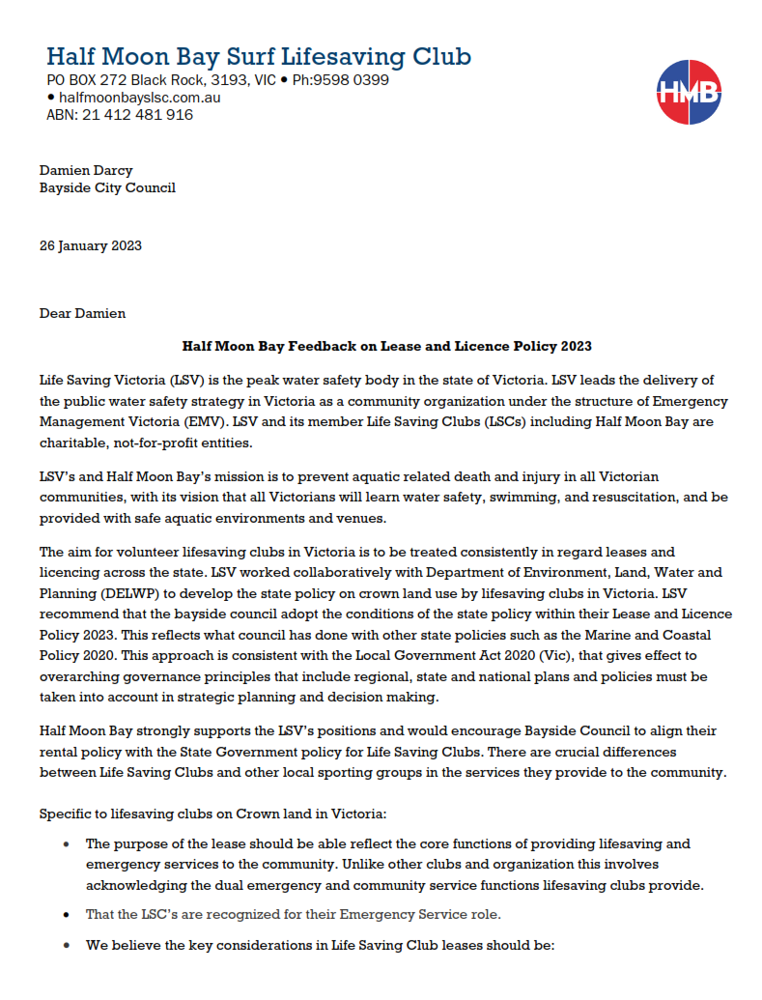 Half Moon Bay Surf Lifesaving Club
PO BOX 272 Black Rock, 3193, VIC • Ph:9598 0399
• halfmoonbayslsc.com.au
ABN: 21 412 481 916
HMB
Damien Darcy
Bayside City Council
26 January 2023
Dear Damien
Half Moon Bay Feedback on Lease and Licence Policy 2023
Life Saving Victoria (LSV) is the peak water safety body in the state of Victoria. LSV leads the delivery of
the public water safety strategy in Victoria as a community organization under the structure of Emergency
Management Victoria (EMV). LSV and its member Life Saving Clubs (LSCs) including Half Moon Bay are
charitable, not-for-profit entities.
LSV's and Half Moon Bay's mission is to prevent aquatic related death and injury in all Victorian
communities, with its vision that all Victorians will learn water safety, swimming, and resuscitation, and be
provided with safe aquatic environments and venues.
The aim for volunteer lifesaving clubs in Victoria is to be treated consistently in regard leases and
licencing across the state. LSV worked collaboratively with Department of Environment, Land, Water and
Planning (DELWP) to develop the state policy on crown land use by lifesaving clubs in Victoria. LSV
recommend that the bayside council adopt the conditions of the state policy within their Lease and Licence
Policy 2023. This reflects what council has done with other state policies such as the Marine and Coastal
Policy 2020. This approach is consistent with the Local Government Act 2020 (Vic), that gives effect to
overarching governance principles that include regional, state and national plans and policies must be
taken into account in strategic planning and decision making.
Half Moon Bay strongly supports the LSV's positions and would encourage Bayside Council to align their
rental policy with the State Government policy for Life Saving Clubs. There are crucial differences
between Life Saving Clubs and other local sporting groups in the services they provide to the community.
Specific to lifesaving clubs on Crown land in Victoria:
• The purpose of the lease should be able reflect the core functions of providing lifesaving and
emergency services to the community. Unlike other clubs and organization this involves
acknowledging the dual emergency and community service functions lifesaving clubs provide.
• That the LSC's are recognized for their Emergency Service role.
• We believe the key considerations in Life Saving Club leases should be: